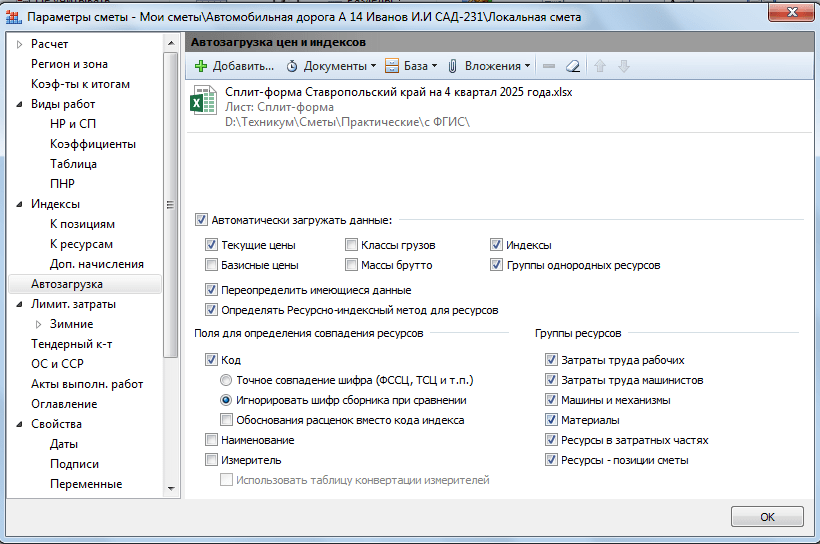 Параметры сметы - Мои сметы\Автомобильная дорога А 14 Иванов И.И САД-231\Локальная смета
Расчет
Регион и зона
Коэф-ты к итогам
Виды работ
НР и СП
Коэффициенты
Таблица
ПНР
Индексы
К позициям
К ресурсам
Доп. начисления
Автозагрузка
Лимит. затраты
Зимние
Тендерный к-т
ОС и ССР
Акты выполн. работ
Оглавление
Свойства
Даты
Подписи
Переменные
Автозагрузка цен и индексов
Добавить... Документы База Вложения
Сплит-форма Ставропольский край на 4 квартал 2025 года.xlsx
Лист: Сплит-форма
D:\Техникум\Сметы\Практические\с ФГИС\
Автоматически загружать данные:
Текущие цены Классы грузов Индексы
Базисные цены Массы брутто Группы однородных ресурсов
Переопределить имеющиеся данные
Определять Ресурсно-индексный метод для ресурсов
Поля для определения совпадения ресурсов
Код
Точное совпадение шифра (ФССЦ, ТСЦ и т.п.)
Игнорировать шифр сборника при сравнении
Обоснования расценок вместо кода индекса
Наименование
Измеритель
Использовать таблицу конвертации измерителей
Группы ресурсов
Затраты труда рабочих
Затраты труда машинистов
Машины и механизмы
Материалы
Ресурсы в затратных частях
Ресурсы - позиции сметы
OK